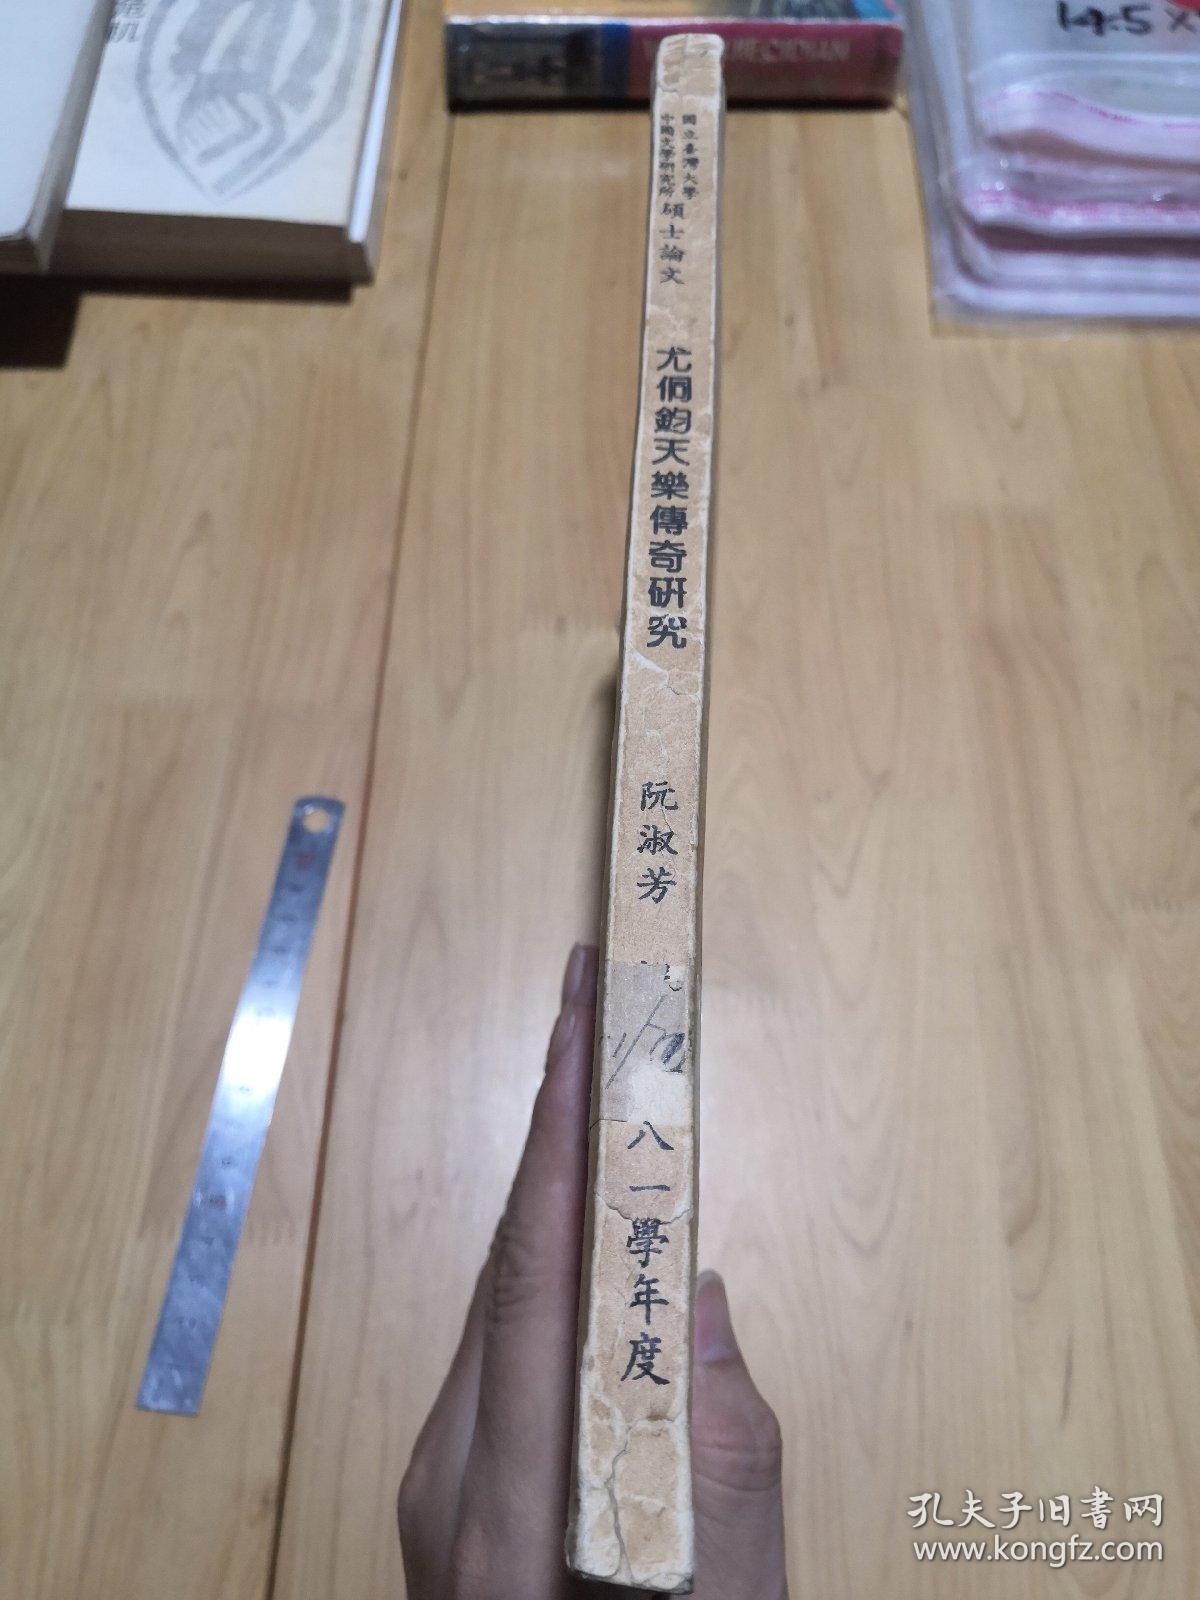 國立臺灣大學
中國文學研究所
碩士論文
尤侗鈞天樂傳奇研究
阮淑芳
八一學年度
14.5×
孔夫子旧书网
www.kongfz.com